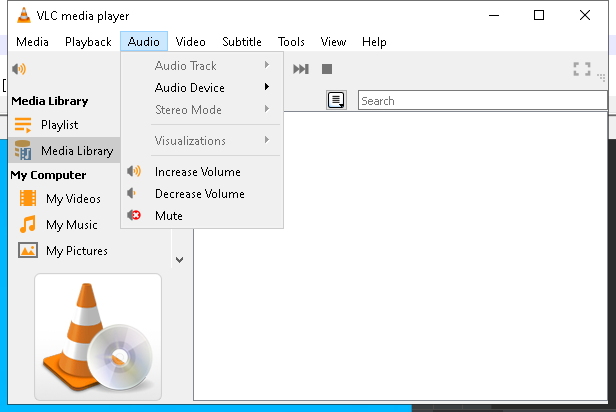 VLC media player
Media Playback Audio Video Subtitle Tools View Help
Audio Track
Audio Device
Stereo Mode
Visualizations
Increase Volume
Decrease Volume
Mute
Search
Media Library
Playlist
Media Library
My Computer
My Videos
My Music
My Pictures